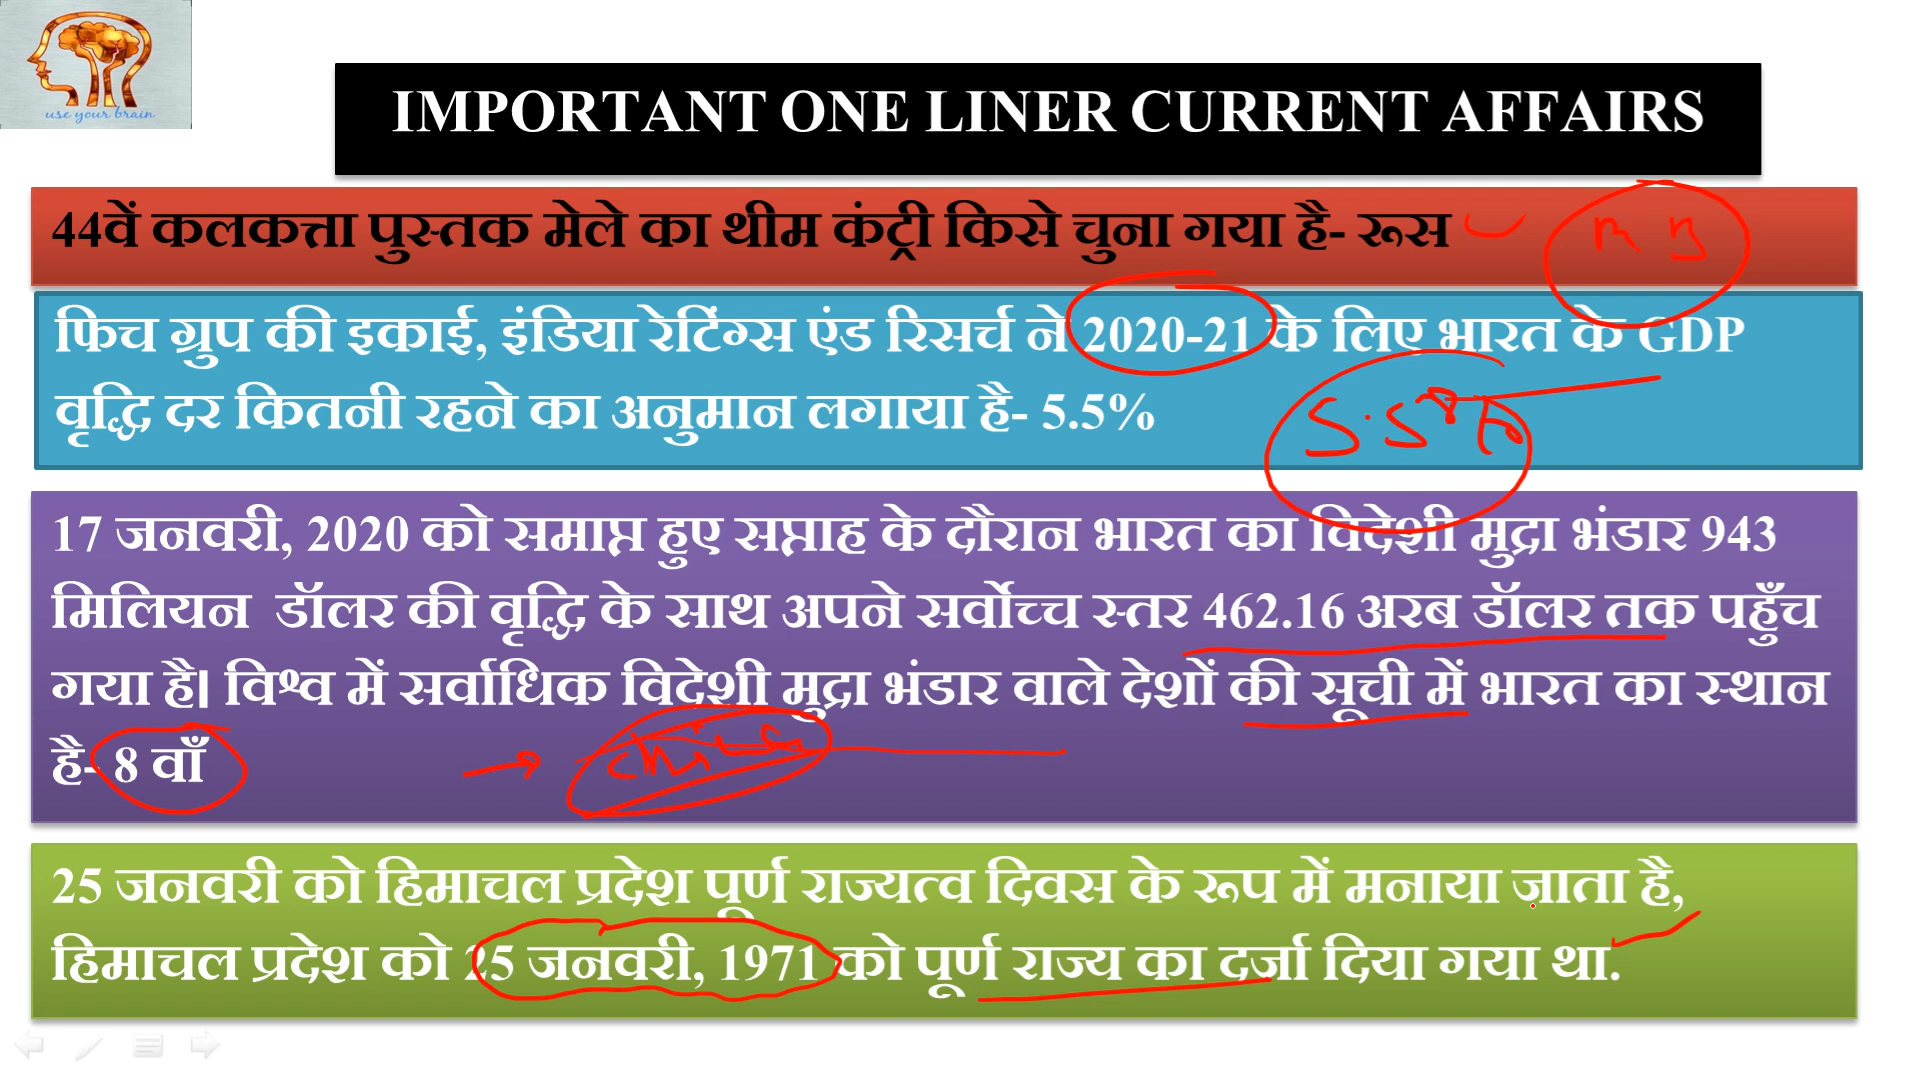 use your brain
IMPORTANT ONE LINER CURRENT AFFAIRS
44वें कलकत्ता पुस्तक मेले का थीम कंट्री किसे चुना गया है- रूस
फिच ग्रुप की इकाई, इंडिया रेटिंग्स एंड रिसर्च ने 2020-21 के लिए भारत के GDP
वृद्धि दर कितनी रहने का अनुमान लगाया है- 5.5%
5.5%
17 जनवरी, 2020 को समाप्त हुए सप्ताह के दौरान भारत का विदेशी मुद्रा भंडार 943
मिलियन डॉलर की वृद्धि के साथ अपने सर्वोच्च स्तर 462.16 अरब डॉलर तक पहुँच
गया है। विश्व में सर्वाधिक विदेशी मुद्रा भंडार वाले देशों की सूची में भारत का स्थान
है- 8 वाँ
25 जनवरी को हिमाचल प्रदेश पूर्ण राज्यत्व दिवस के रूप में मनाया जाता है,
हिमाचल प्रदेश को 25 जनवरी, 1971 को पूर्ण राज्य का दर्जा दिया गया था.